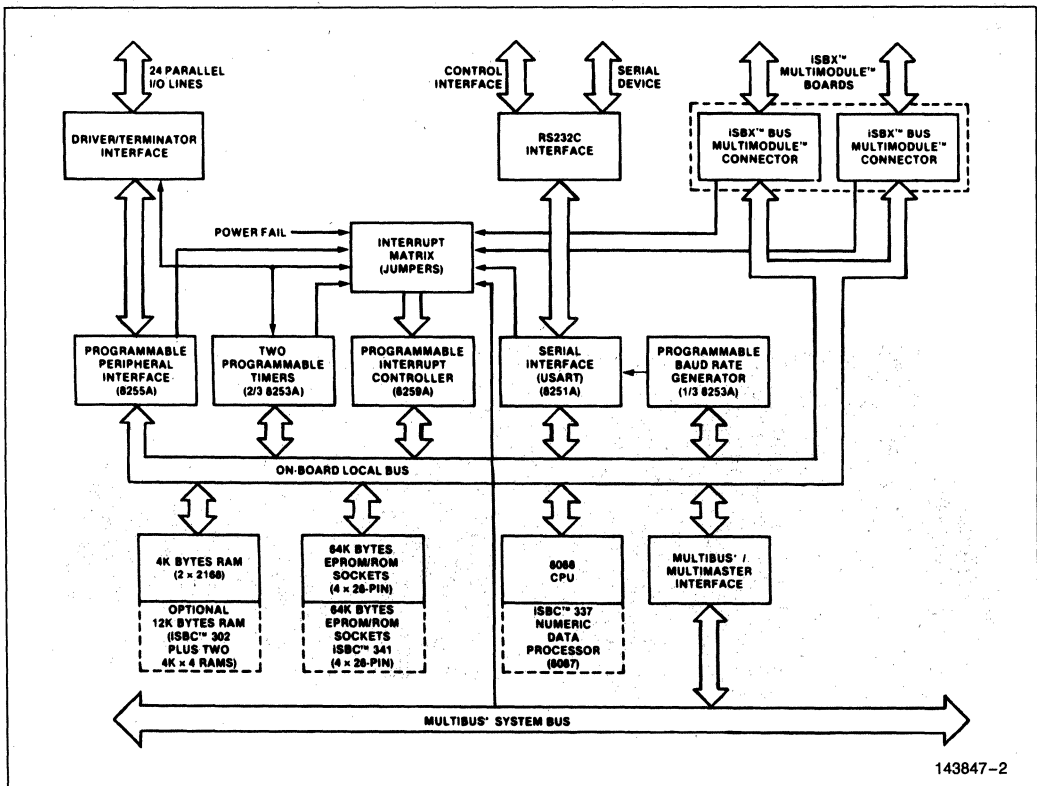 24 PARALLEL
I/O LINES
CONTROL
INTERFACE
SERIAL
DEVICE
iSBX™
MULTIMODULE™
BOARDS
DRIVER/TERMINATOR
INTERFACE
RS232C
INTERFACE
iSBX™ BUS
MULTIMODULE™
CONNECTOR
iSBX™ BUS
MULTIMODULE™
CONNECTOR
POWER FAIL
INTERRUPT
MATRIX
(JUMPERS)
PROGRAMMABLE
PERIPHERAL
INTERFACE
(8255A)
TWO
PROGRAMMABLE
TIMERS
(2/3 8253A)
PROGRAMMABLE
INTERRUPT
CONTROLLER
(8259A)
SERIAL
INTERFACE
(USART)
(8251A)
PROGRAMMABLE
BAUD RATE
GENERATOR
(1/3 8253A)
ON-BOARD LOCAL BUS
4K BYTES RAM
(2 × 2168)
OPTIONAL
12K BYTES RAM
(iSBC™ 302
PLUS TWO
4K × 4 RAMS)
64K BYTES
EPROM/ROM
SOCKETS
(4 × 28-PIN)
64K BYTES
EPROM/ROM
SOCKETS
iSBC™ 341
(4 × 28-PIN)
8086
CPU
iSBC™ 337
NUMERIC
DATA
PROCESSOR
(8087)
MULTIBUS* /
MULTIMASTER
INTERFACE
MULTIBUS* SYSTEM BUS
143847-2